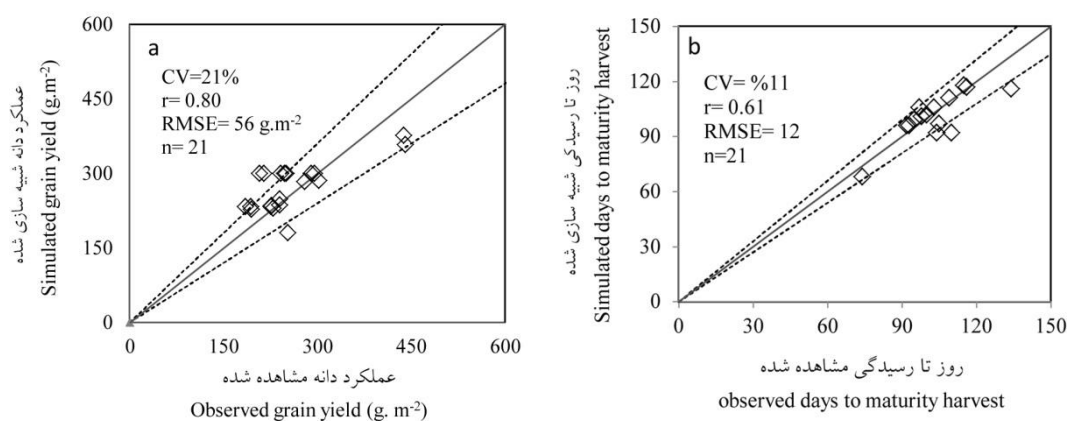 a
CV=21%
r= 0.80
RMSE= 56 g.m-2
n= 21
600
450
300
150
0
0
150
300
450
600
عملکرد دانه شبیه سازی شده
Simulated grain yield (g.m-2)
عملکرد دانه مشاهده شده
Observed grain yield (g. m-2)
b
CV= %11
r= 0.61
RMSE= 12
n=21
150
120
90
60
30
0
0
30
60
90
120
150
روز تا رسیدگی شبیه سازی شده
Simulated days to maturity harvest
روز تا رسیدگی مشاهده شده
observed days to maturity harvest